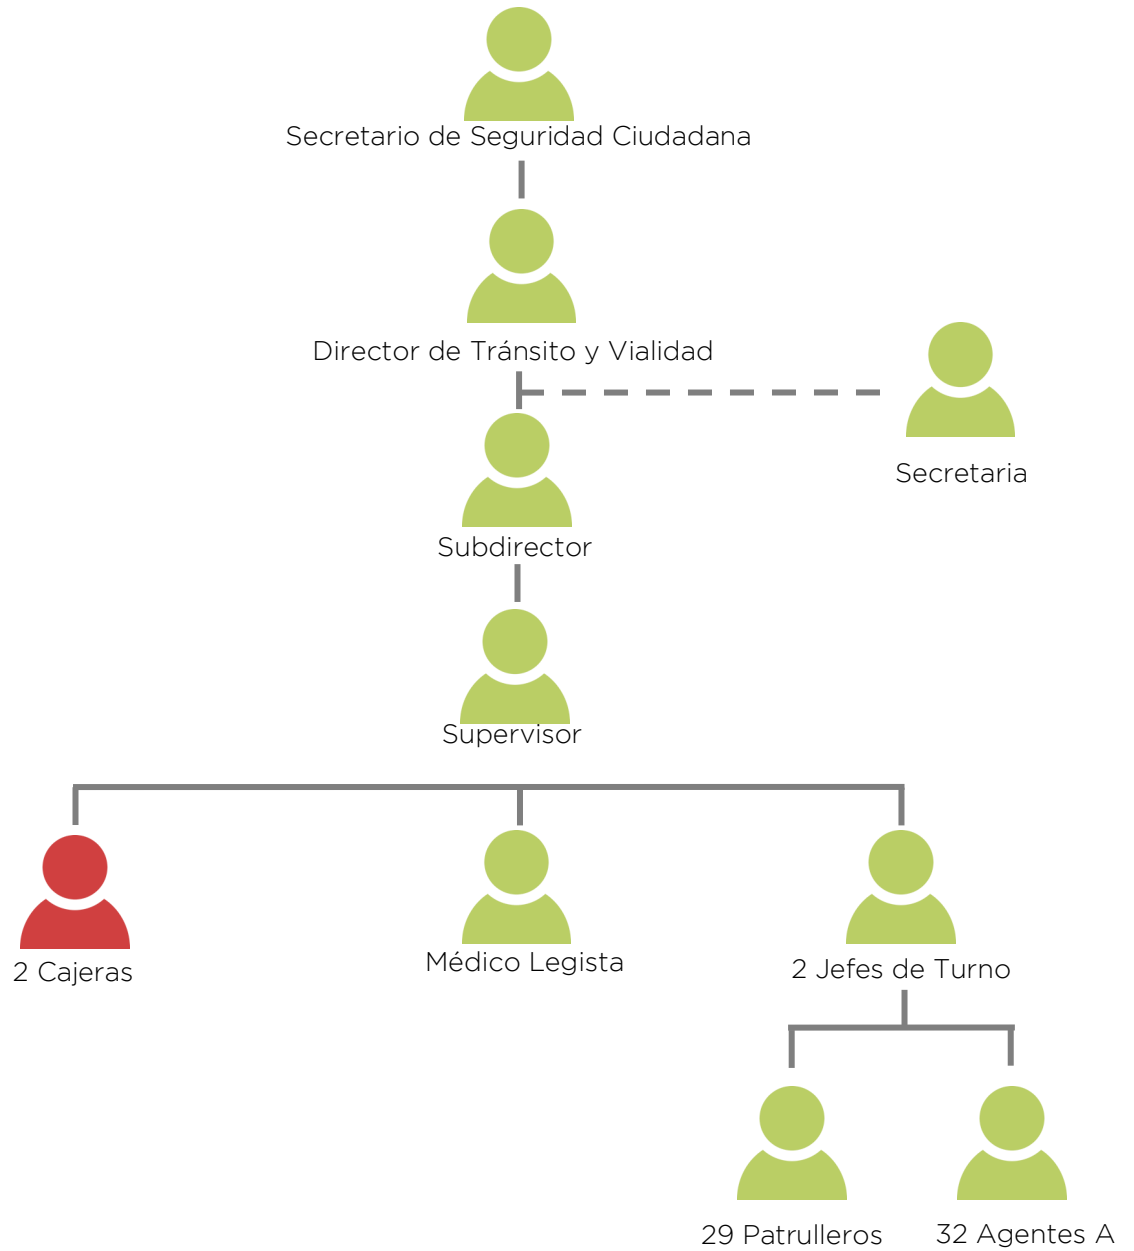 Secretario de Seguridad Ciudadana
Director de Tránsito y Vialidad
Secretaria
Subdirector
Supervisor
2 Cajeras
Médico Legista
2 Jefes de Turno
29 Patrulleros
32 Agentes A